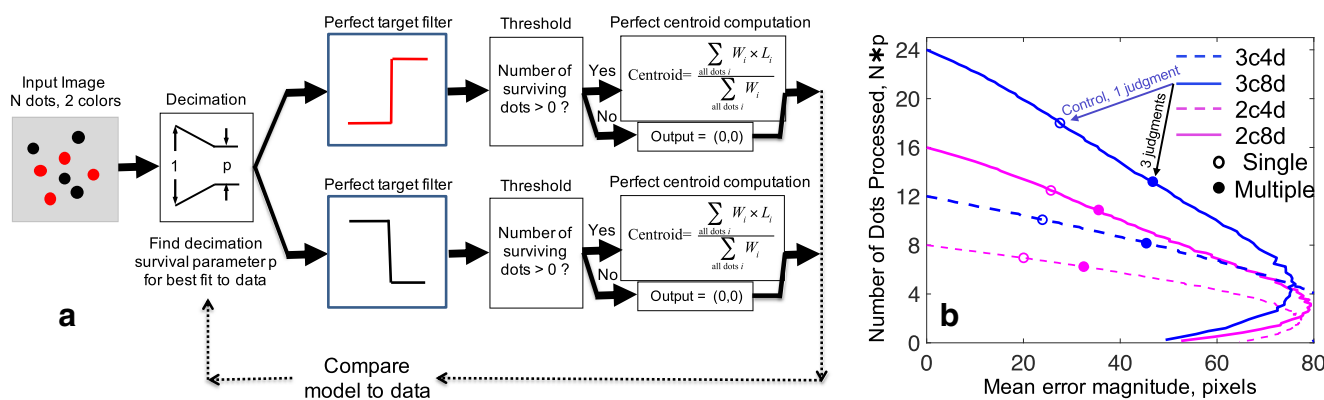 Input Image
N dots, 2 colors
Decimation
1
p
Find decimation
survival parameter p
for best fit to data
a
Perfect target filter
Threshold
Number of
surviving
dots > 0 ?
Yes
No
Perfect centroid computation
Centroid= ∑ all dots i W_i × L_i / ∑ all dots i W_i
Output = (0,0)
Perfect target filter
Threshold
Number of
surviving
dots > 0 ?
Yes
No
Perfect centroid computation
Centroid= ∑ all dots i W_i × L_i / ∑ all dots i W_i
Output = (0,0)
Compare
model to data
Number of Dots Processed, N*p
24
20
16
12
8
4
0
0 20 40 60 80
Mean error magnitude, pixels
b
Control, 1 judgment
3 judgments
3c4d
3c8d
2c4d
2c8d
Single
Multiple